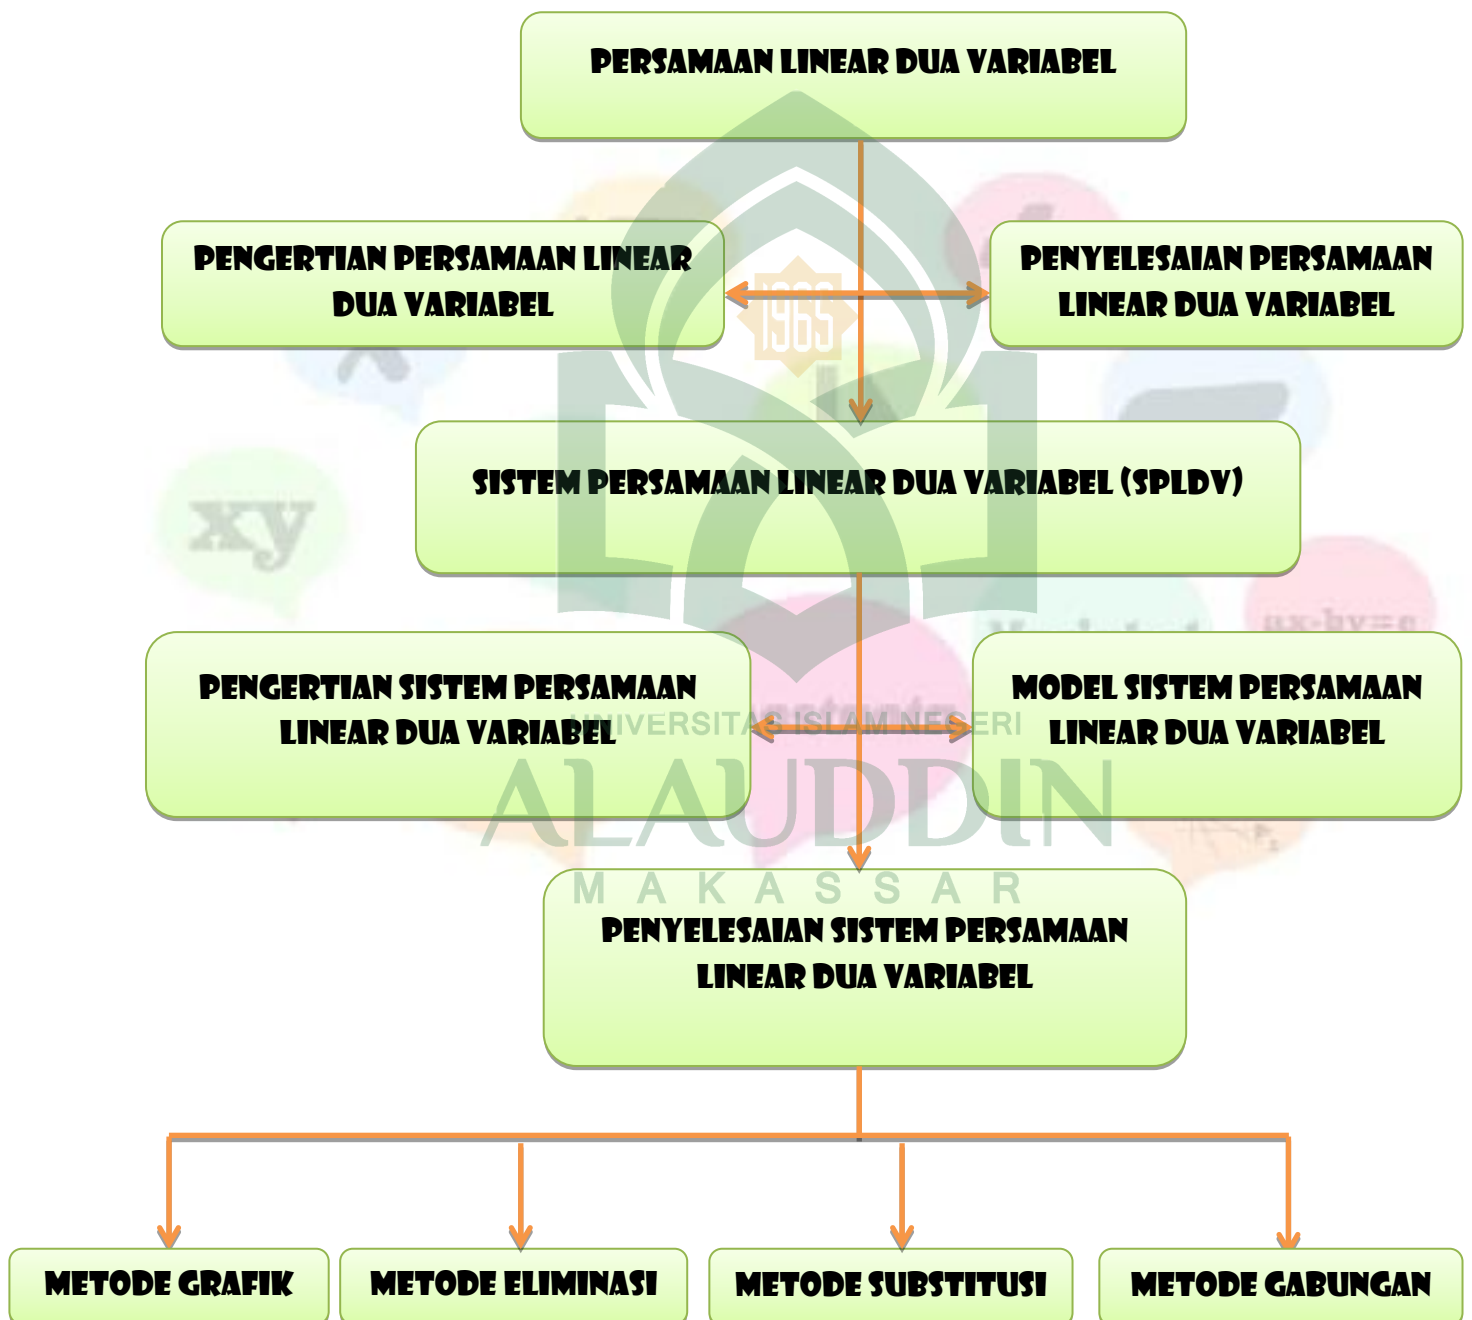 PERSAMAAN LINEAR DUA VARIABEL
PENGERTIAN PERSAMAAN LINEAR
DUA VARIABEL
1965
PENYELESAIAN PERSAMAAN
LINEAR DUA VARIABEL
SISTEM PERSAMAAN LINEAR DUA VARIABEL (SPLDV)
xy
ax-by=c
PENGERTIAN SISTEM PERSAMAAN
LINEAR DUA VARIABEL
MODEL SISTEM PERSAMAAN
LINEAR DUA VARIABEL
UNIVERSITAS ISLAM NEGERI
ALAUDDIN
MAKASSAR
PENYELESAIAN SISTEM PERSAMAAN
LINEAR DUA VARIABEL
METODE GRAFIK
METODE ELIMINASI
METODE SUBSTITUSI
METODE GABUNGAN